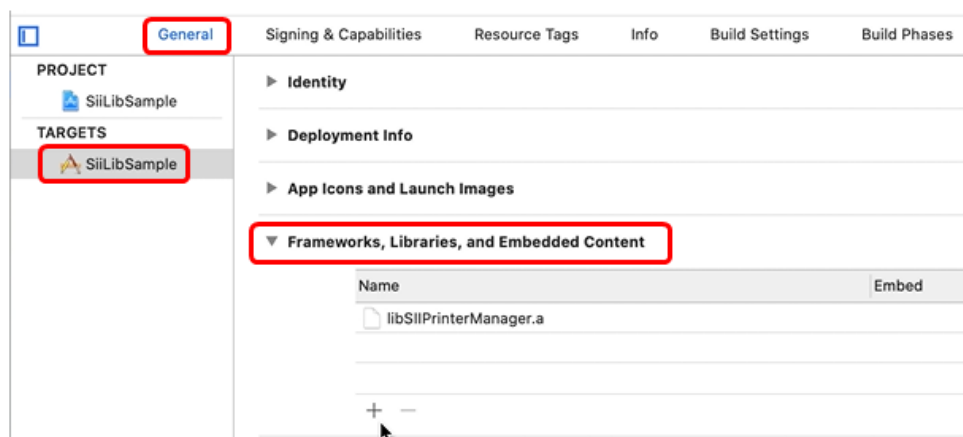 General Signing & Capabilities Resource Tags Info Build Settings Build Phases
PROJECT
SiiLibSample
TARGETS
SiiLibSample
Identity
Deployment Info
App Icons and Launch Images
Frameworks, Libraries, and Embedded Content
Name Embed
libSIIPrinterManager.a